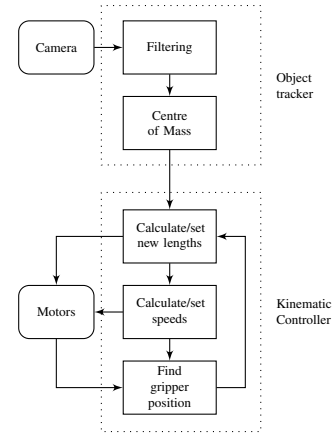 Camera
Filtering
Object
tracker
Centre
of Mass
Calculate/set
new lengths
Motors
Calculate/set
speeds
Kinematic
Controller
Find
gripper
position